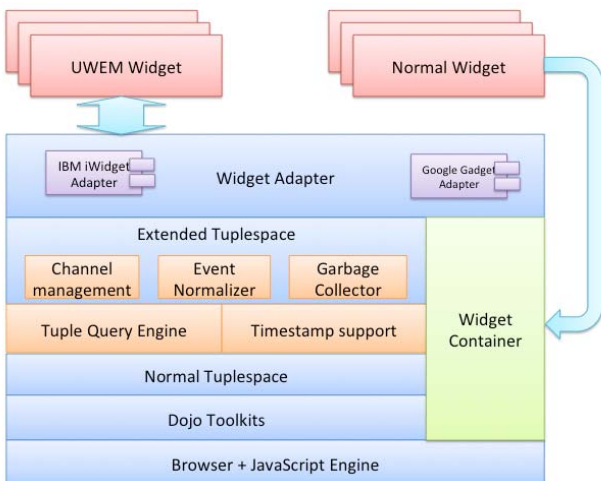 UWEM Widget
Normal Widget
IBM iWidget
Adapter
Widget Adapter
Google Gadget
Adapter
Extended Tuplespace
Channel
management
Event
Normalizer
Garbage
Collector
Widget
Container
Tuple Query Engine
Timestamp support
Normal Tuplespace
Dojo Toolkits
Browser + JavaScript Engine